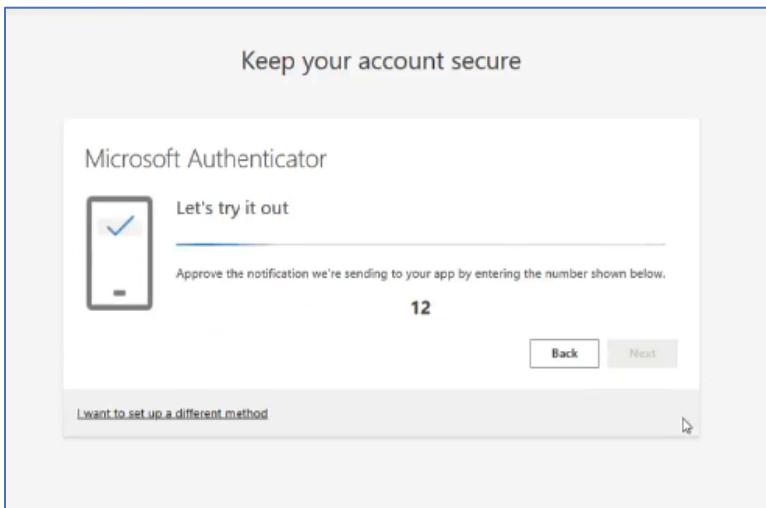 Keep your account secure
Microsoft Authenticator
Let's try it out
Approve the notification we're sending to your app by entering the number shown below.
12
Back
Next
I want to set up a different method